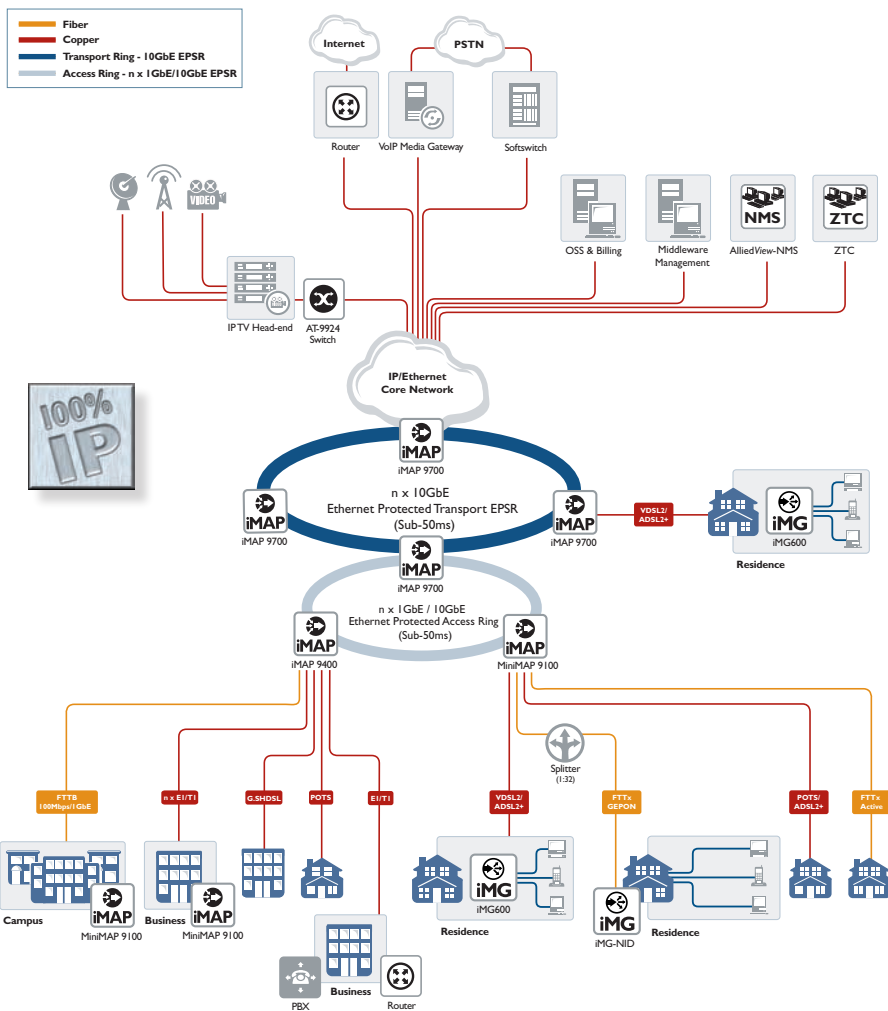 Fiber
Copper
Transport Ring - 10GbE EPSR
Access Ring - n x 1GbE/10GbE EPSR
Internet
PSTN
Router
VoIP Media Gateway
Softswitch
VIDEO
NMS
ZTC
OSS & Billing
Middleware
Management
AlliedView-NMS
ZTC
IPTV Head-end
AT-9924
Switch
IP/Ethernet
Core Network
100%
IP
iMAP
iMAP 9700
n x 10GbE
Ethernet Protected Transport EPSR
(Sub-50ms)
iMAP
iMAP 9700
iMAP
iMAP 9700
VDSL2/
ADSL2+
iMG
iMG600
Residence
iMAP
iMAP 9700
n x 1GbE / 10GbE
Ethernet Protected Access Ring
(Sub-50ms)
iMAP
iMAP 9400
iMAP
MiniMAP 9100
Splitter
(1:32)
FTTB
100Mbps/1GbE
n x E1/T1
G.SHDSL
POTS
E1/T1
VDSL2/
ADSL2+
FTTx
GEPON
POTS/
ADSL2+
FTTx
Active
Campus
iMAP
MiniMAP 9100
Business
iMAP
MiniMAP 9100
PBX
Business
Router
iMG
iMG600
Residence
iMG
iMG-NID
Residence